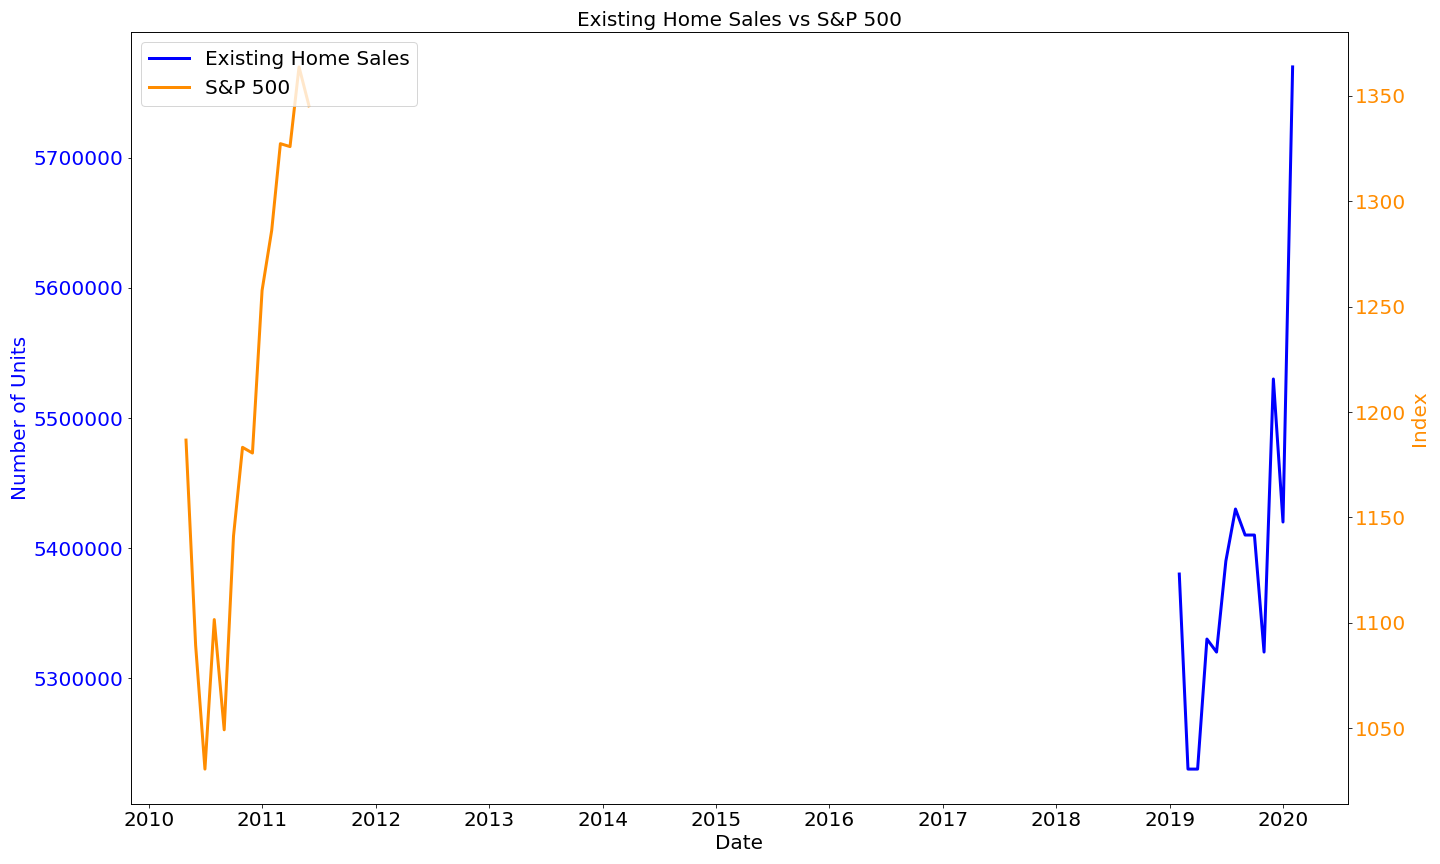 Existing Home Sales vs S&P 500
Existing Home Sales
S&P 500
Number of Units
5700000
5600000
5500000
5400000
5300000
1350
1300
1250
1200
1150
1100
1050
Index
2010 2011 2012 2013 2014 2015 2016 2017 2018 2019 2020
Date